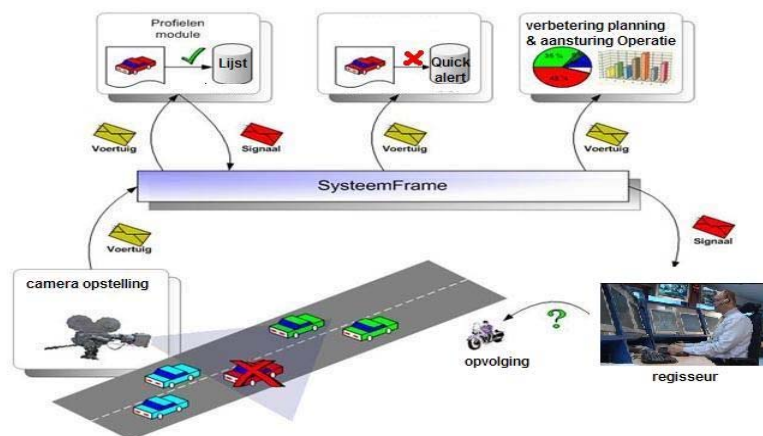 Profielen
module
Lijst
Quick
alert
verbetering planning
& aansturing Operatie
Voertuig
Signaal
Voertuig
Voertuig
SysteemFrame
Voertuig
Signaal
camera opstelling
?
opvolging
regisseur